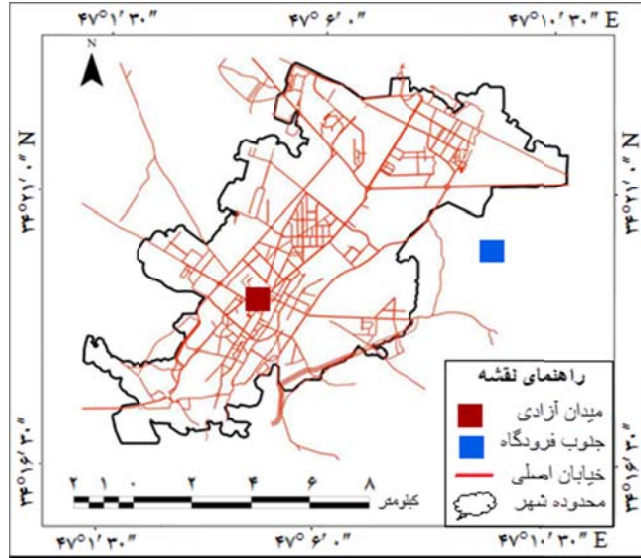 ۴۷° ۱′ ۳۰″ ۴۷° ۶′ ۰″ ۴۷° ۱۰′ ۳۰″ E
N
۳۴° ۲۱′ ۰″ N
۳۴° ۲۱′ ۰″ N
۳۴° ۱۶′ ۳۰″
۳۴° ۱۶′ ۳۰″
راهنمای نقشه
میدان آزادی
جنوب فرودگاه
خیابان اصلی
محدوده شهر
۲ ۱ ۰ ۲ ۴ ۶ ۸
کیلومتر
۴۷° ۱′ ۳۰″ ۴۷° ۶′ ۰″ ۴۷° ۱۰′ ۳۰″ E